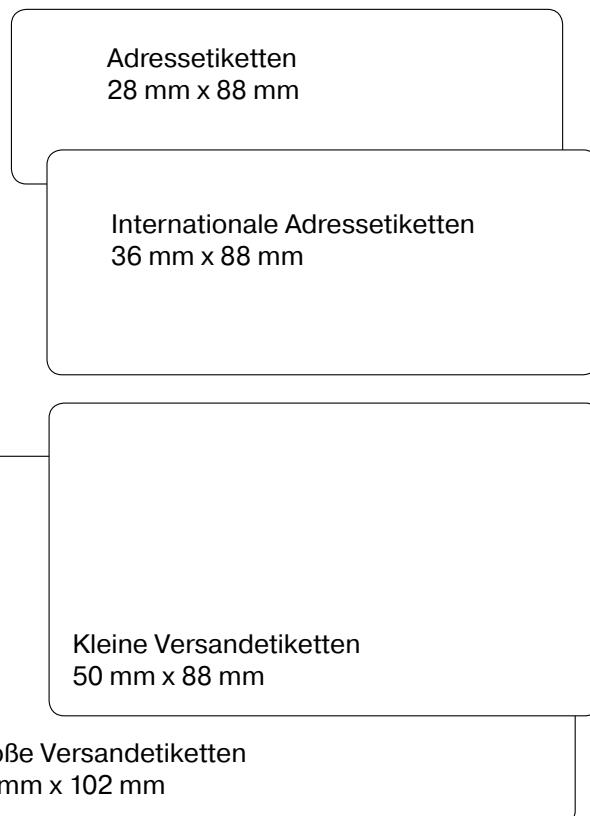 Adressetiketten
28 mm x 88 mm
Internationale Adressetiketten
36 mm x 88 mm
Kleine Versandetiketten
50 mm x 88 mm
Versandetiketten
mm x 102 mm